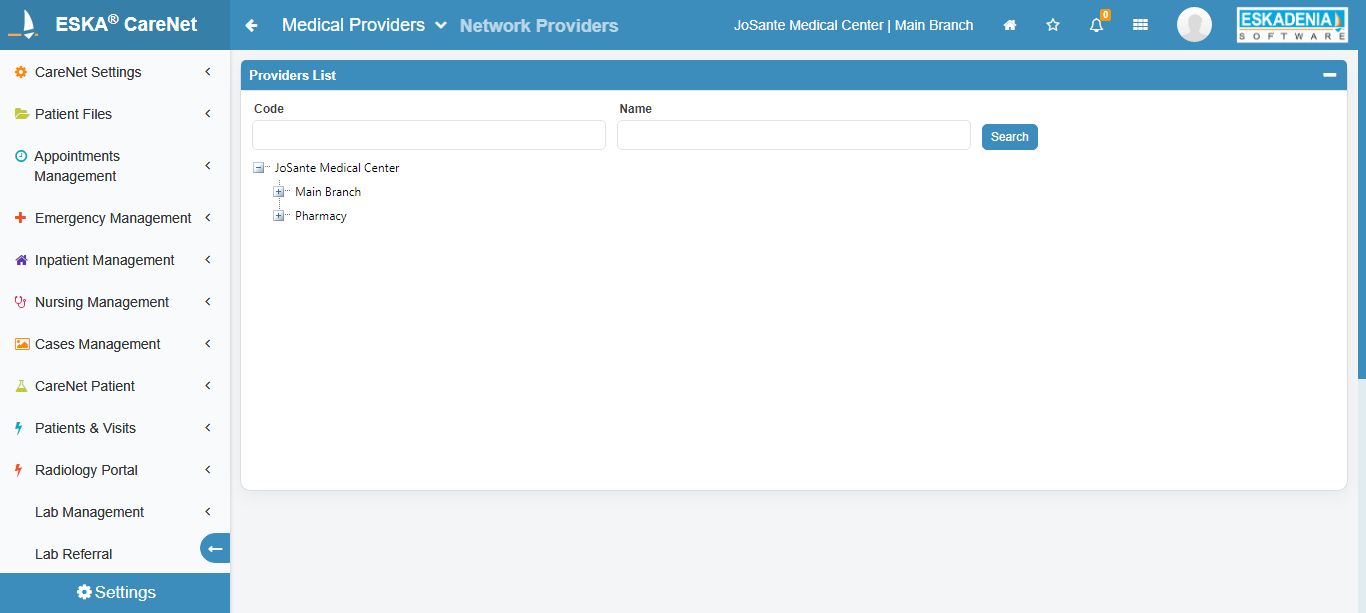 ESKA® CareNet
Medical Providers Network Providers
JoSante Medical Center | Main Branch
0
ESKADENIA
SOFTWARE
CareNet Settings
Patient Files
Appointments
Management
Emergency Management
Inpatient Management
Nursing Management
Cases Management
CareNet Patient
Patients & Visits
Radiology Portal
Lab Management
Lab Referral
Settings
Providers List
Code Name
Search
JoSante Medical Center
Main Branch
Pharmacy